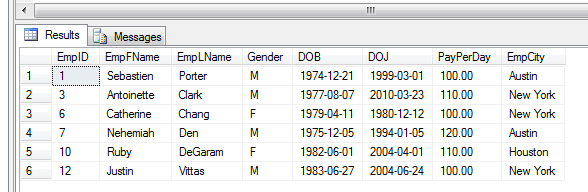 Results Messages
EmpID EmpFName EmpLName Gender DOB DOJ PayPerDay EmpCity
1 1 Sebastien Porter M 1974-12-21 1999-03-01 100.00 Austin
2 3 Antoinette Clark M 1977-08-07 2010-03-23 110.00 New York
3 6 Catherine Chang F 1979-04-11 1980-12-12 100.00 New York
4 7 Nehemiah Den M 1975-12-05 1994-01-05 120.00 Austin
5 10 Ruby DeGaram F 1982-06-01 2004-04-01 110.00 Houston
6 12 Justin Vittas M 1983-06-27 2004-06-24 100.00 New York